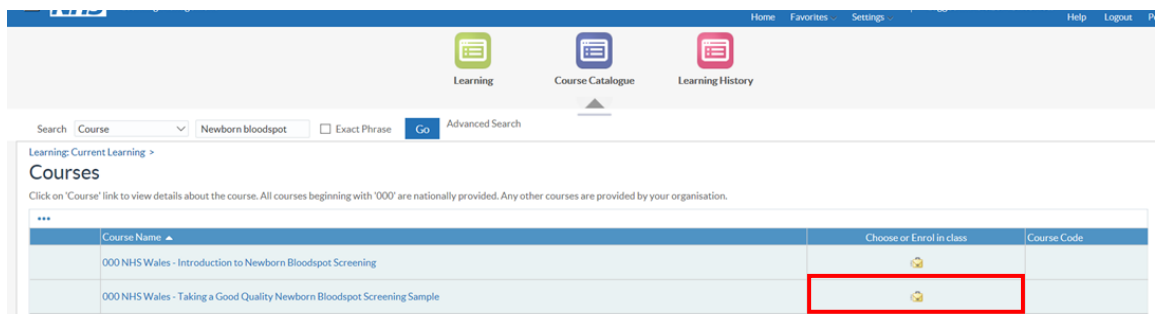 NHS
Home Favorites Settings Help Logout
Learning Course Catalogue Learning History
Search Course Newborn bloodspot Exact Phrase Go Advanced Search
Learning: Current Learning >
Courses
Click on 'Course' link to view details about the course. All courses beginning with '000' are nationally provided. Any other courses are provided by your organisation.
Course Name Choose or Enrol in class Course Code
000 NHS Wales - Introduction to Newborn Bloodspot Screening
000 NHS Wales - Taking a Good Quality Newborn Bloodspot Screening Sample